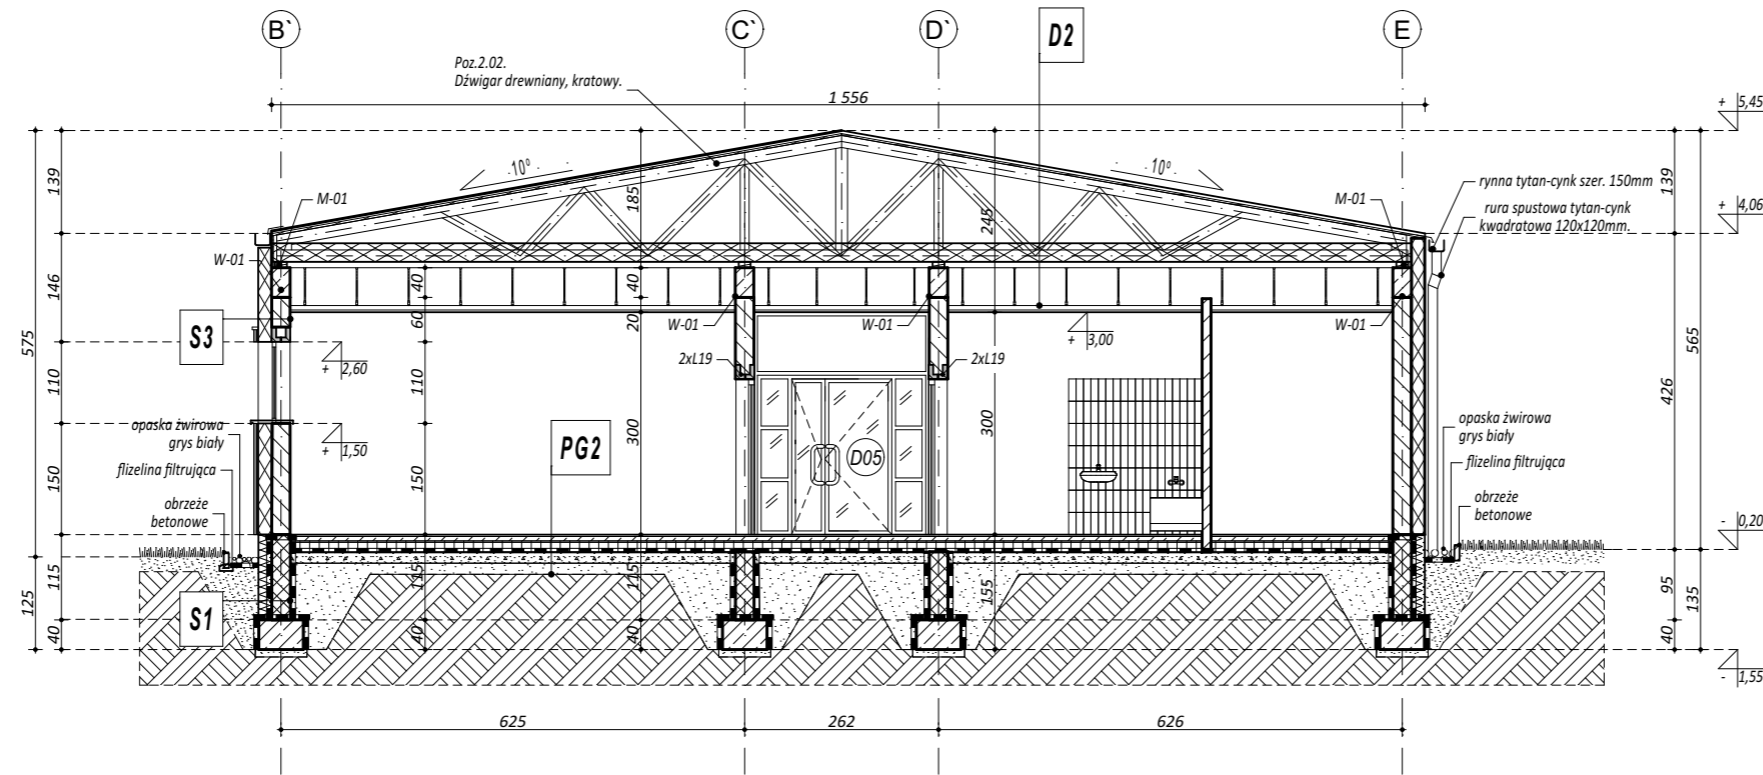 B`
C`
D`
E
D2
Poz.2.02.
Dźwigar drewniany, kratowy.
1 556
+ 5,45
10⁰
10⁰
139
185
245
139
M-01
M-01
rynna tytan-cynk szer. 150mm
rura spustowa tytan-cynk
kwadratowa 120x120mm.
+ 4,06
W-01
146
40
40
60
20
W-01
W-01
W-01
S3
575
565
+ 2,60
+ 3,00
2xL19
2xL19
110
110
426
opaska żwirowa
grys biały
flizelina filtrująca
obrzeże
betonowe
+ 1,50
PG2
300
D05
300
opaska żwirowa
grys biały
flizelina filtrująca
obrzeże
betonowe
150
150
- 0,20
115
115
115
155
95
125
135
S1
40
40
40
40
- 1,55
625
262
626